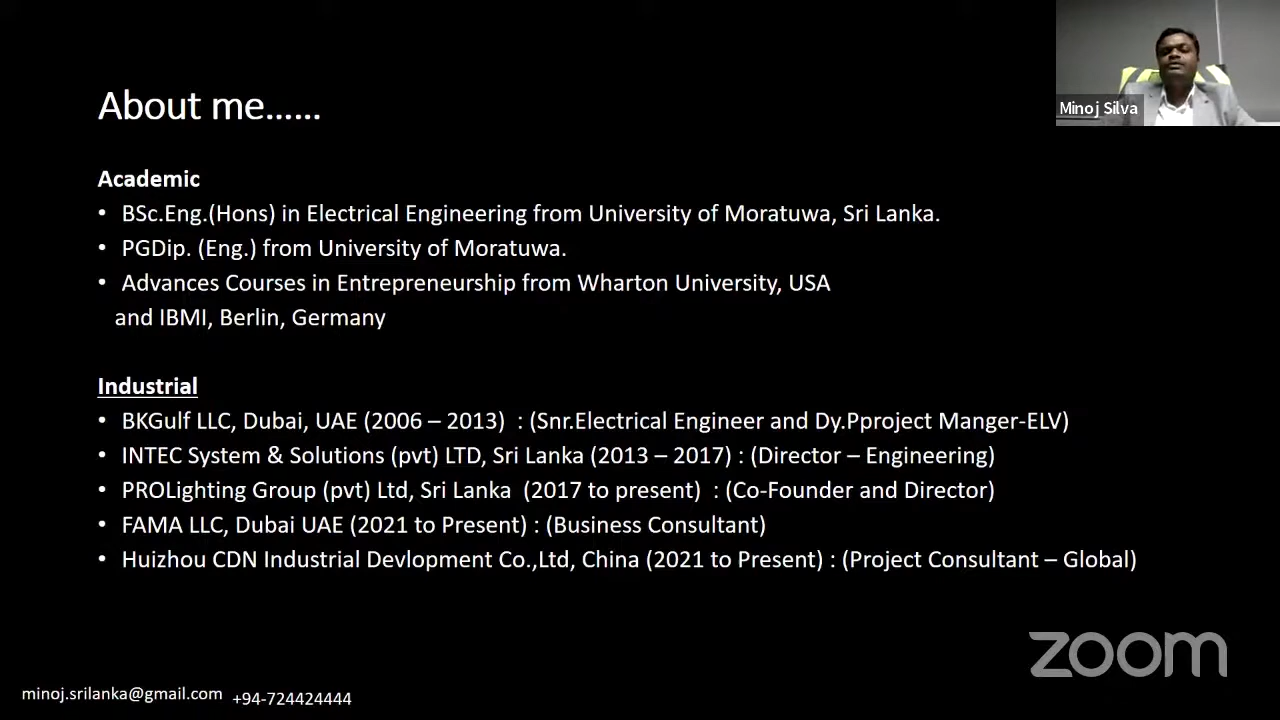 About me......
Minoj Silva
Academic
• BSc.Eng.(Hons) in Electrical Engineering from University of Moratuwa, Sri Lanka.
• PGDip. (Eng.) from University of Moratuwa.
• Advances Courses in Entrepreneurship from Wharton University, USA
and IBMI, Berlin, Germany
Industrial
• BKGulf LLC, Dubai, UAE (2006 – 2013) : (Snr.Electrical Engineer and Dy.Pproject Manger-ELV)
• INTEC System & Solutions (pvt) LTD, Sri Lanka (2013 – 2017) : (Director – Engineering)
• PROLighting Group (pvt) Ltd, Sri Lanka (2017 to present) : (Co-Founder and Director)
• FAMA LLC, Dubai UAE (2021 to Present) : (Business Consultant)
• Huizhou CDN Industrial Devlopment Co.,Ltd, China (2021 to Present) : (Project Consultant – Global)
zoom
minoj.srilanka@gmail.com +94-724424444